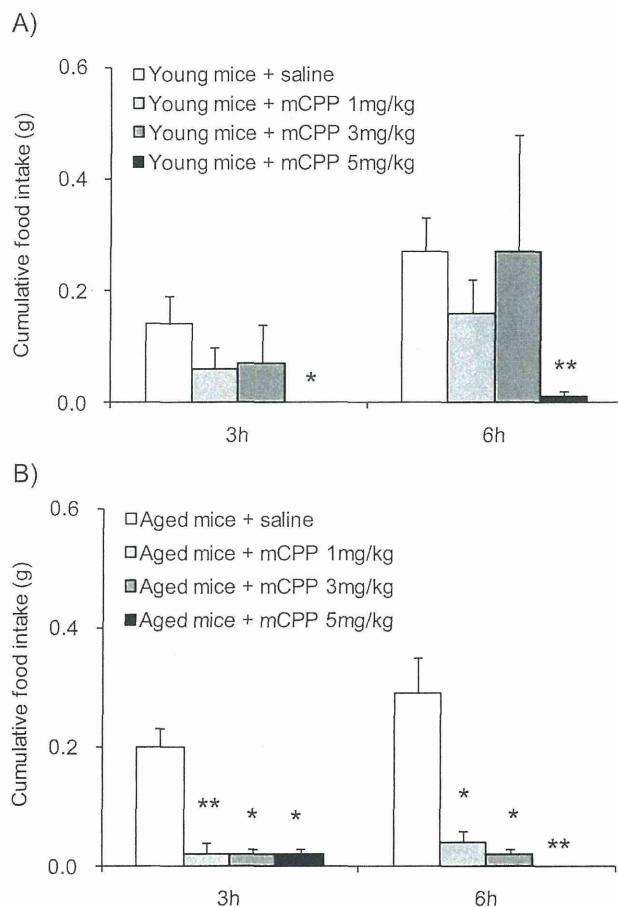 A)
Cumulative food intake (g)
0.6
0.4
0.2
0.0
Young mice + saline
Young mice + mCPP 1mg/kg
Young mice + mCPP 3mg/kg
Young mice + mCPP 5mg/kg
*
**
3h
6h
B)
Cumulative food intake (g)
0.6
0.4
0.2
0.0
Aged mice + saline
Aged mice + mCPP 1mg/kg
Aged mice + mCPP 3mg/kg
Aged mice + mCPP 5mg/kg
** * *
* * **
3h
6h